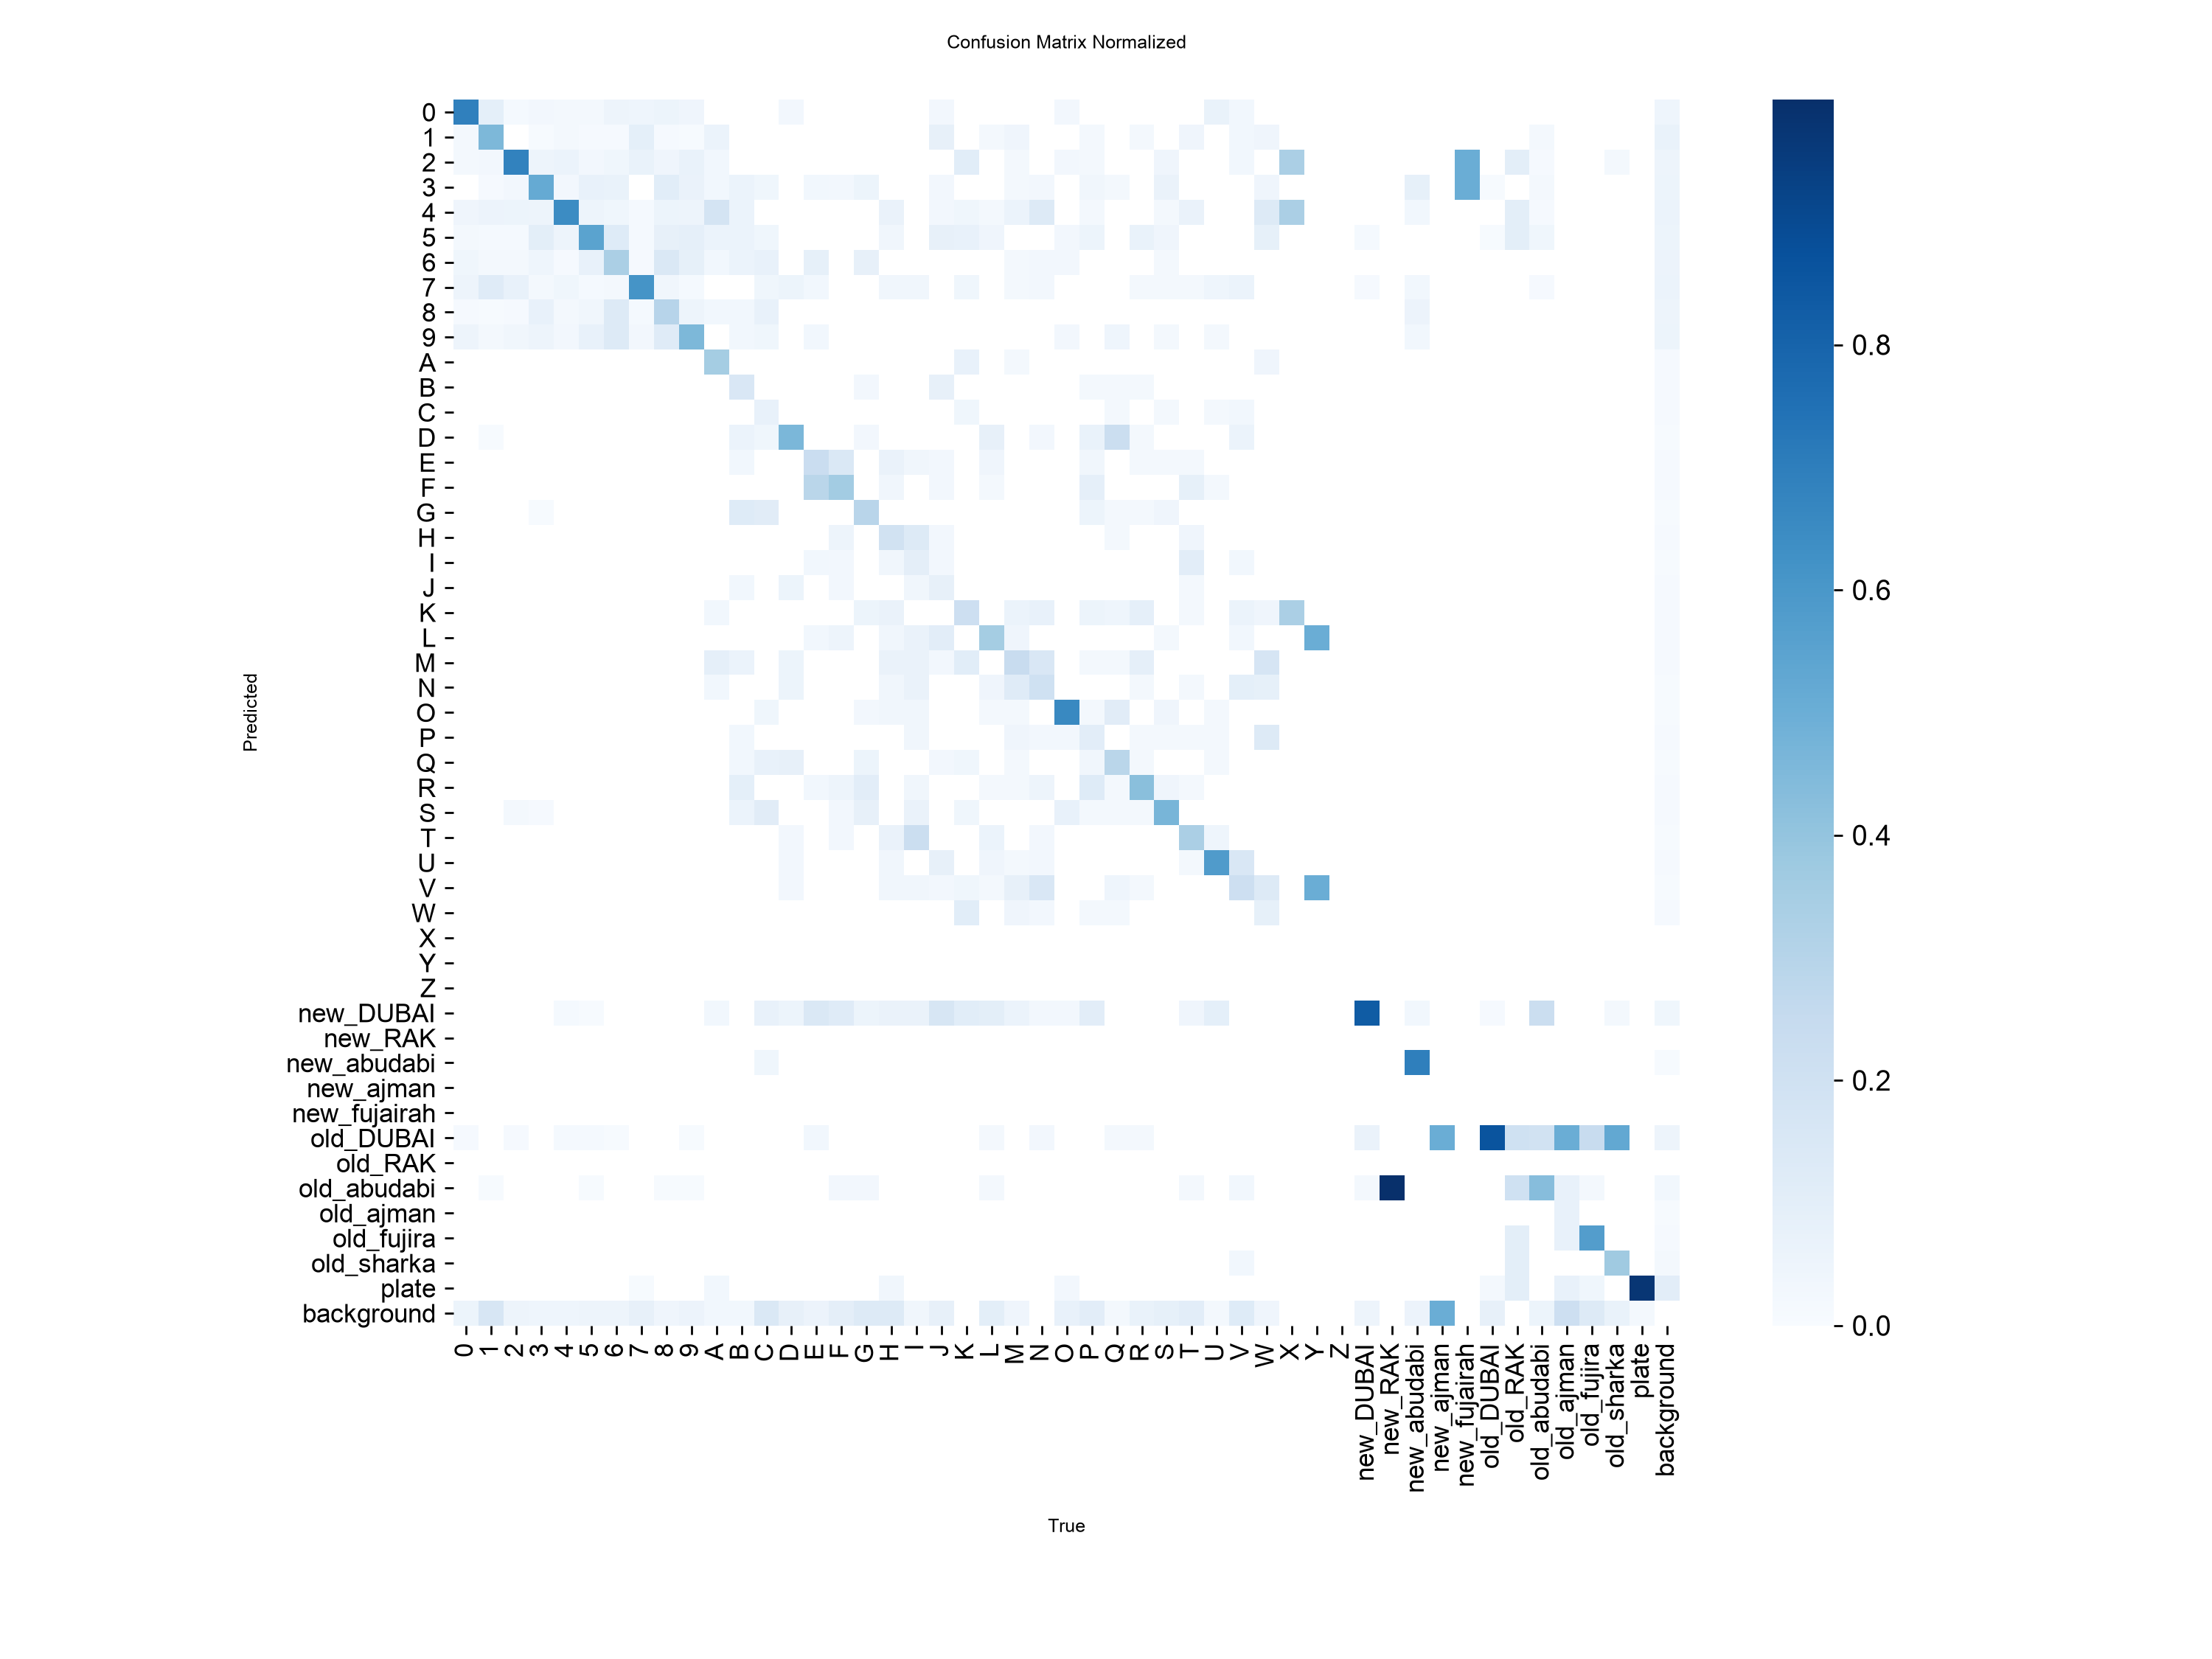 Confusion Matrix Normalized
0
1
2
3
4
5
6
7
8
9
A
B
C
D
E
F
G
H
I
J
K
L
M
N
O
P
Q
R
S
T
U
V
W
X
Y
Z
new_DUBAI
new_RAK
new_abudabi
new_ajman
new_fujairah
old_DUBAI
old_RAK
old_abudabi
old_ajman
old_fujira
old_sharka
plate
background
Predicted
0
1
2
3
4
5
6
7
8
9
A
B
C
D
E
F
G
H
I
J
K
L
M
N
O
P
Q
R
S
T
U
V
W
X
Y
Z
new_DUBAI
new_RAK
new_abudabi
new_ajman
new_fujairah
old_DUBAI
old_RAK
old_abudabi
old_ajman
old_fujira
old_sharka
plate
background
True
0.8
0.6
0.4
0.2
0.0